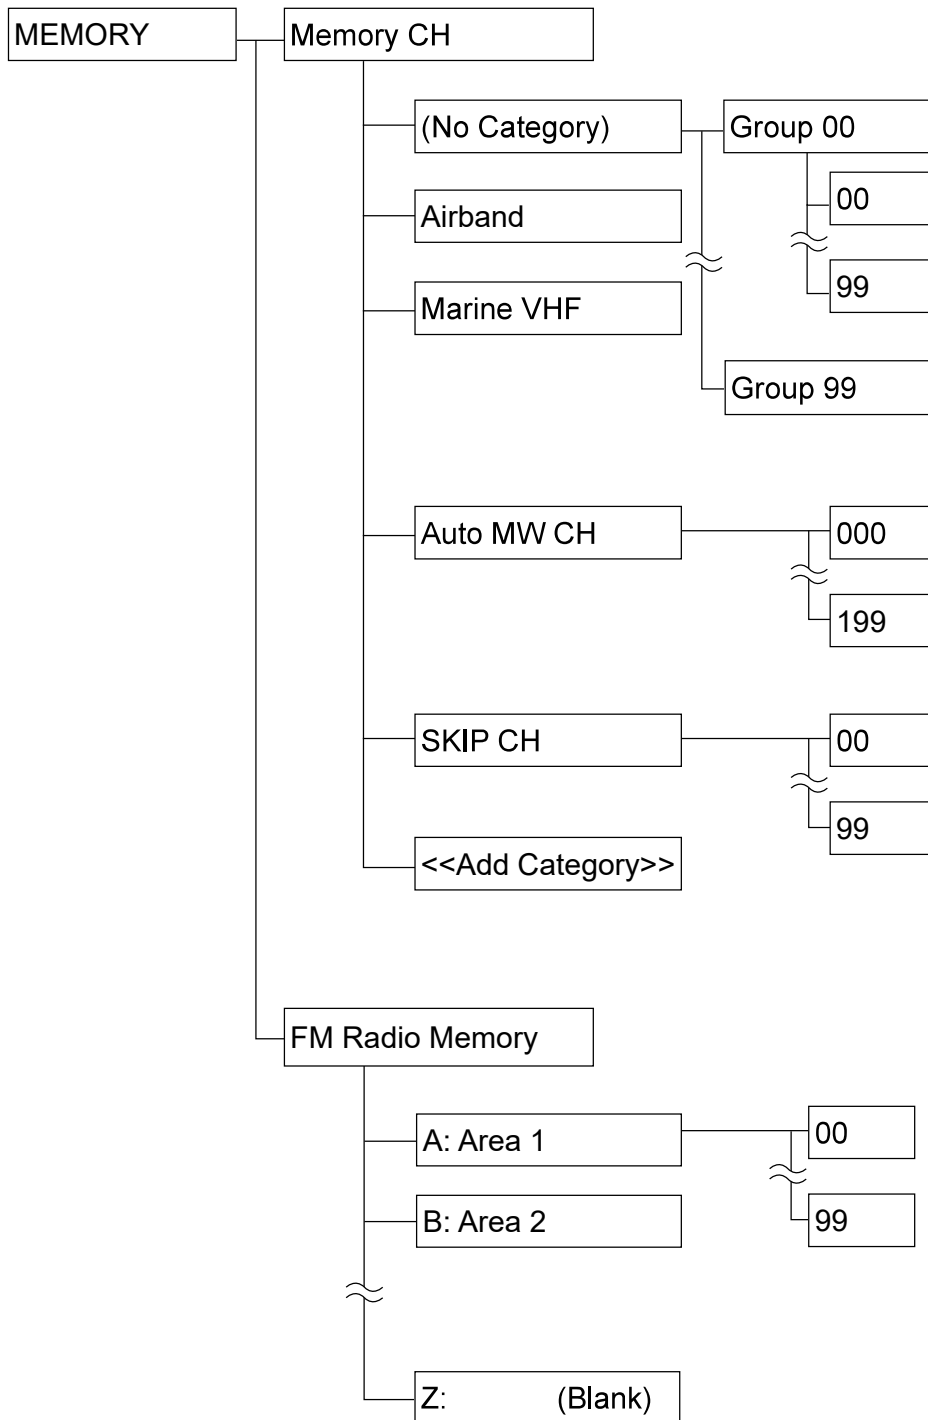 MEMORY
Memory CH
(No Category)
Group 00
00
99
Airband
Marine VHF
Group 99
Auto MW CH
000
199
SKIP CH
00
99
<<Add Category>>
FM Radio Memory
A: Area 1
00
99
B: Area 2
Z: (Blank)